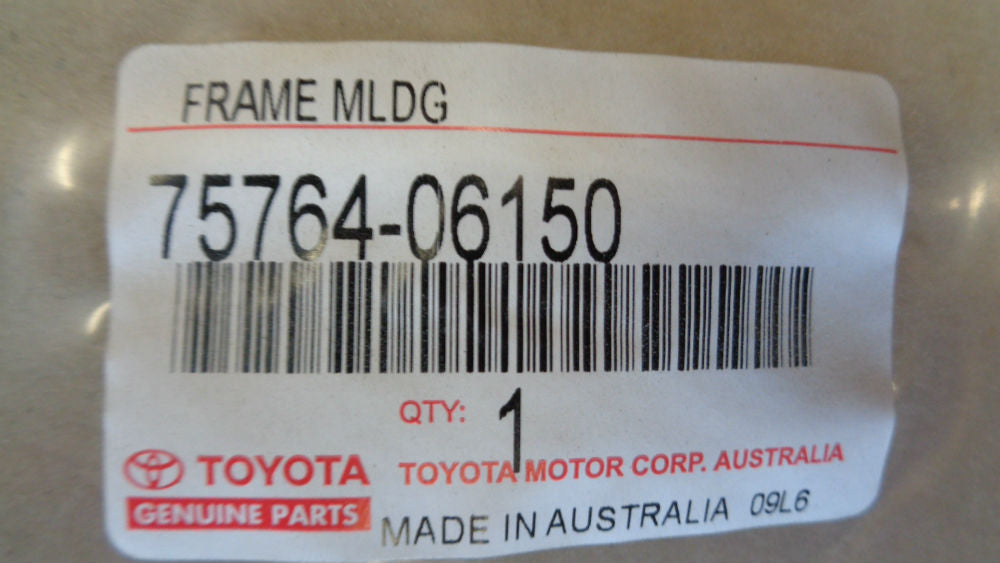 FRAME MLDG
75764-06150
QTY: 1
TOYOTA TOYOTA MOTOR CORP. AUSTRALIA
GENUINE PARTS MADE IN AUSTRALIA 09L6